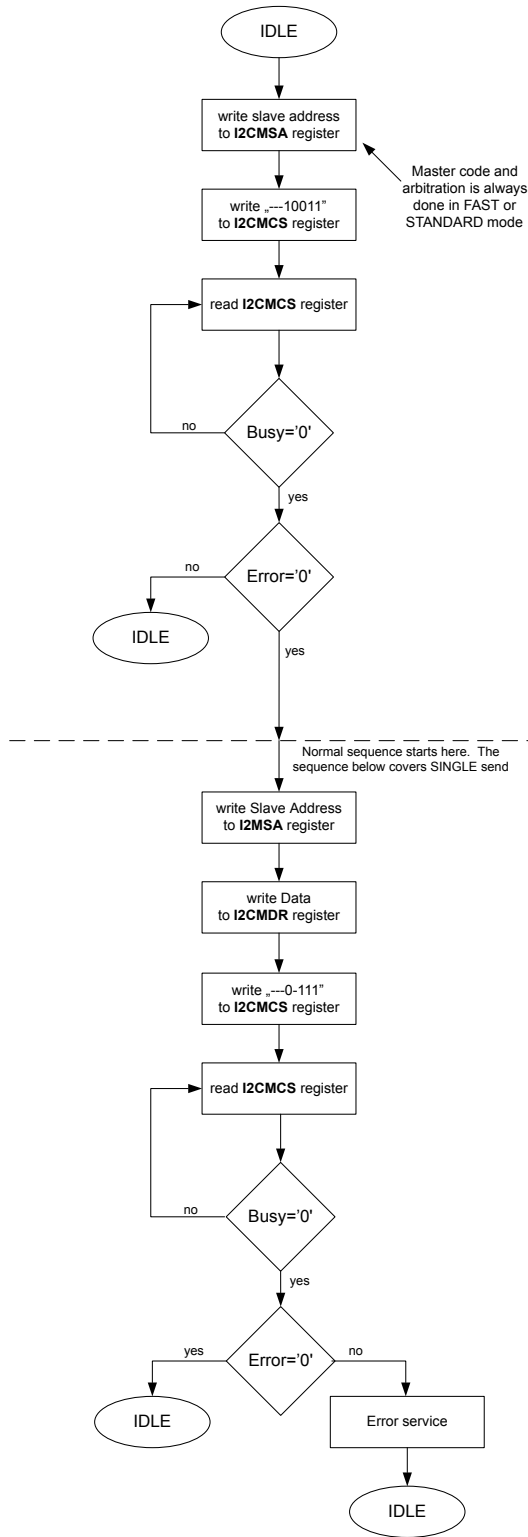 IDLE
write slave address
to I2CMSA register
Master code and
arbitration is always
done in FAST or
STANDARD mode
write „---10011”
to I2CMCS register
read I2CMCS register
Busy='0'
no
yes
Error='0'
no
IDLE
yes
Normal sequence starts here. The
sequence below covers SINGLE send
write Slave Address
to I2MSA register
write Data
to I2CMDR register
write „---0-111”
to I2CMCS register
read I2CMCS register
Busy='0'
no
yes
Error='0'
yes
no
IDLE
Error service
IDLE